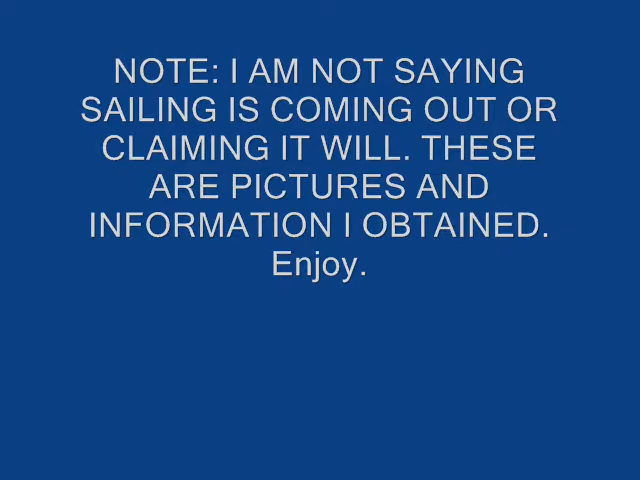 NOTE: I AM NOT SAYING
SAILING IS COMING OUT OR
CLAIMING IT WILL. THESE
ARE PICTURES AND
INFORMATION I OBTAINED.
Enjoy.